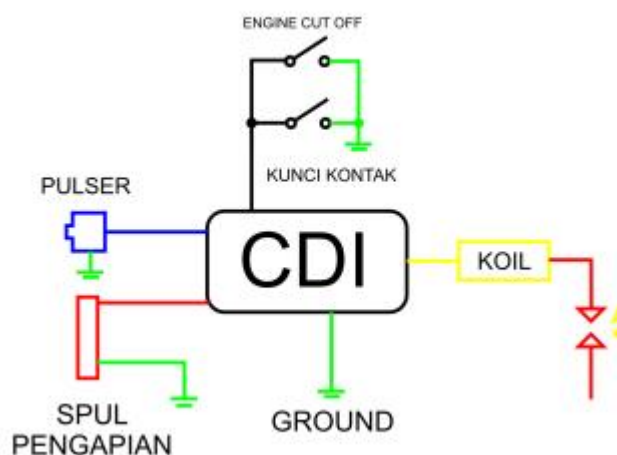 ENGINE CUT OFF
KUNCI KONTAK
PULSER
CDI
KOIL
SPUL
PENGAPIAN
GROUND